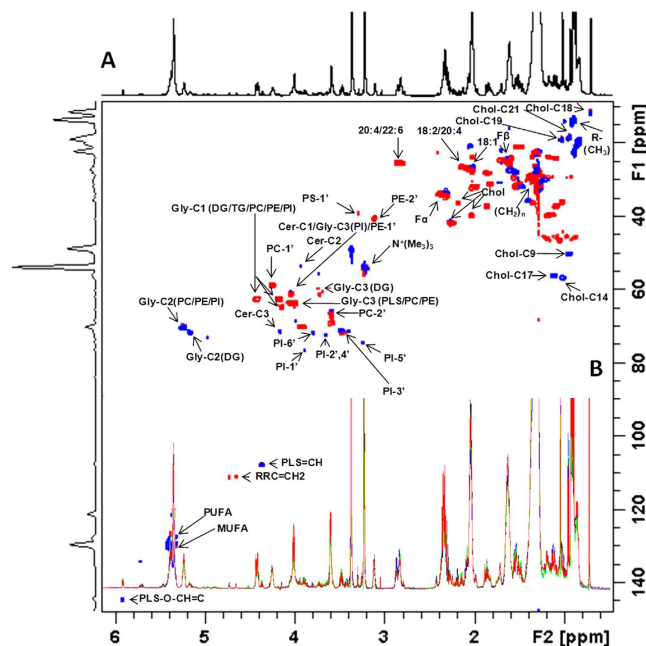 A
Chol-C18
Chol-C21
Chol-C19
Fβ
R-
(CH₃)
20:4/22:6
18:2/20:4
18:1
20
F1 [ppm]
PS-1'
PE-2'
Chol
Gly-C1 (DG/TG/PC/PE/PI)
Cer-C1/Gly-C3(PI)/PE-1'
Fα
(CH₂)n
40
PC-1'
Cer-C2
N⁺(Me₃)
Chol-C9
Chol-C17
Chol-C14
Gly-C3 (DG)
60
Gly-C2(PC/PE/PI)
Gly-C3 (PLS/PC/PE)
Cer-C3
PC-2'
Gly-C2(DG)
PI-6'
PI-2',4'
PI-5'
PI-1'
PI-3'
80
B
100
PLS=CH
RRC=CH2
PUFA
120
MUFA
PLS-O-CH=C
140
6
5
4
3
2
1
F2 [ppm]